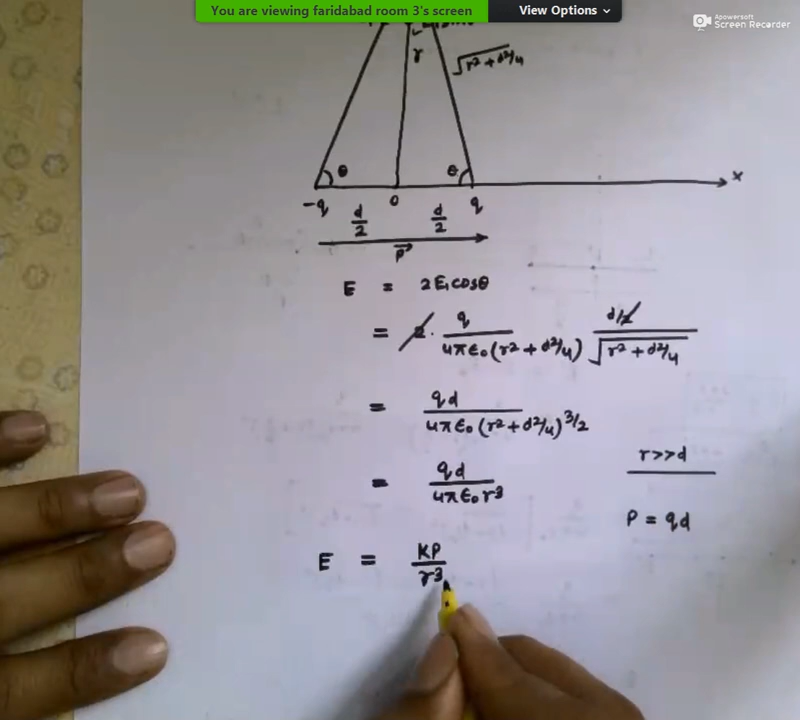 You are viewing faridabad room 3's screen
View Options
Apowersoft
Screen Recorder
r
√r²+d²/4
θ θ
x
-q 0 q
d/2 d/2
P⃗
E = 2E₁cosθ
= 2. q/4πε₀(r²+d²/4) d/2/√r²+d²/4
= qd/4πε₀(r²+d²/4)^3/2
r>>d
= qd/4πε₀r³
P = qd
E = KP/r³